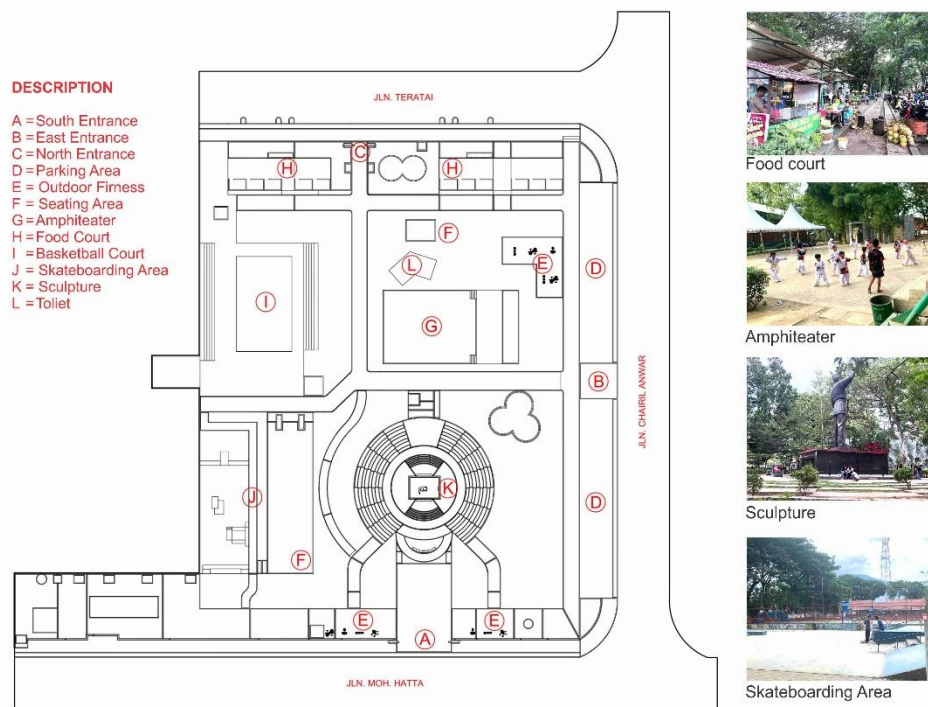 DESCRIPTION
A = South Entrance
B = East Entrance
C = North Entrance
D = Parking Area
E = Outdoor Firness
F = Seating Area
G = Amphiteater
H = Food Court
I = Basketball Court
J = Skateboarding Area
K = Sculpture
L = Toliet
JLN. TERATAI
C
H
H
F
E
L
D
I
G
B
JLN. CHAIRIL ANWAR
K
J
D
F
E
E
A
JLN. MOH. HATTA
Food court
Amphiteater
Sculpture
Skateboarding Area